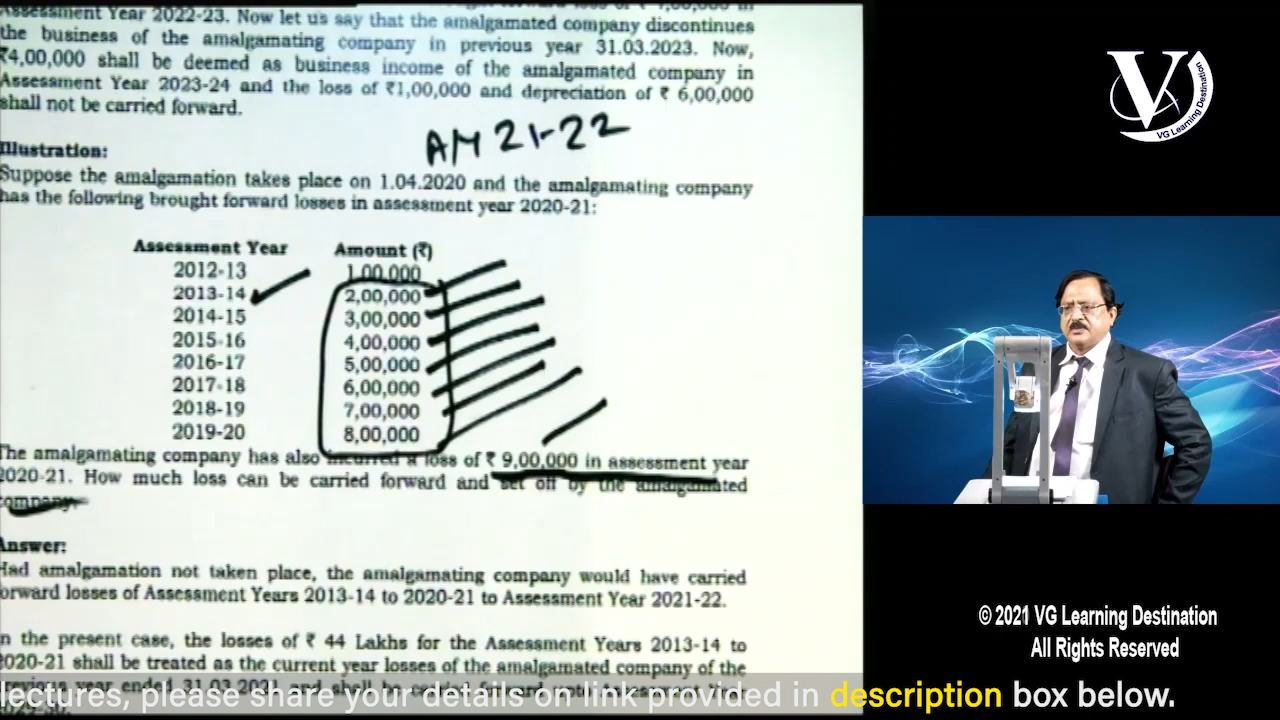 Assessment Year 2022-23. Now let us say that the amalgamated company discontinues
the business of the amalgamating company in previous year 31.03.2023. Now,
₹4,00,000 shall be deemed as business income of the amalgamated company in
Assessment Year 2023-24 and the loss of ₹1,00,000 and depreciation of ₹ 6,00,000
shall not be carried forward.
AM 21-22
Illustration:
Suppose the amalgamation takes place on 1.04.2020 and the amalgamating company
has the following brought forward losses in assessment year 2020-21:
Assessment Year Amount (₹)
2012-13 1,00,000
2013-14 2,00,000
2014-15 3,00,000
2015-16 4,00,000
2016-17 5,00,000
2017-18 6,00,000
2018-19 7,00,000
2019-20 8,00,000
The amalgamating company has also incurred a loss of ₹ 9,00,000 in assessment year
2020-21. How much loss can be carried forward and set off by the amalgamated
company.
Answer:
Had amalgamation not taken place, the amalgamating company would have carried
forward losses of Assessment Years 2013-14 to 2020-21 to Assessment Year 2021-22.
In the present case, the losses of ₹ 44 Lakhs for the Assessment Years 2013-14 to
2020-21 shall be treated as the current year losses of the amalgamated company of the
previous year ended 31.03.2021 and shall be
lectures, please share your details on link provided in description box below.
V
VG Learning Destination
© 2021 VG Learning Destination
All Rights Reserved